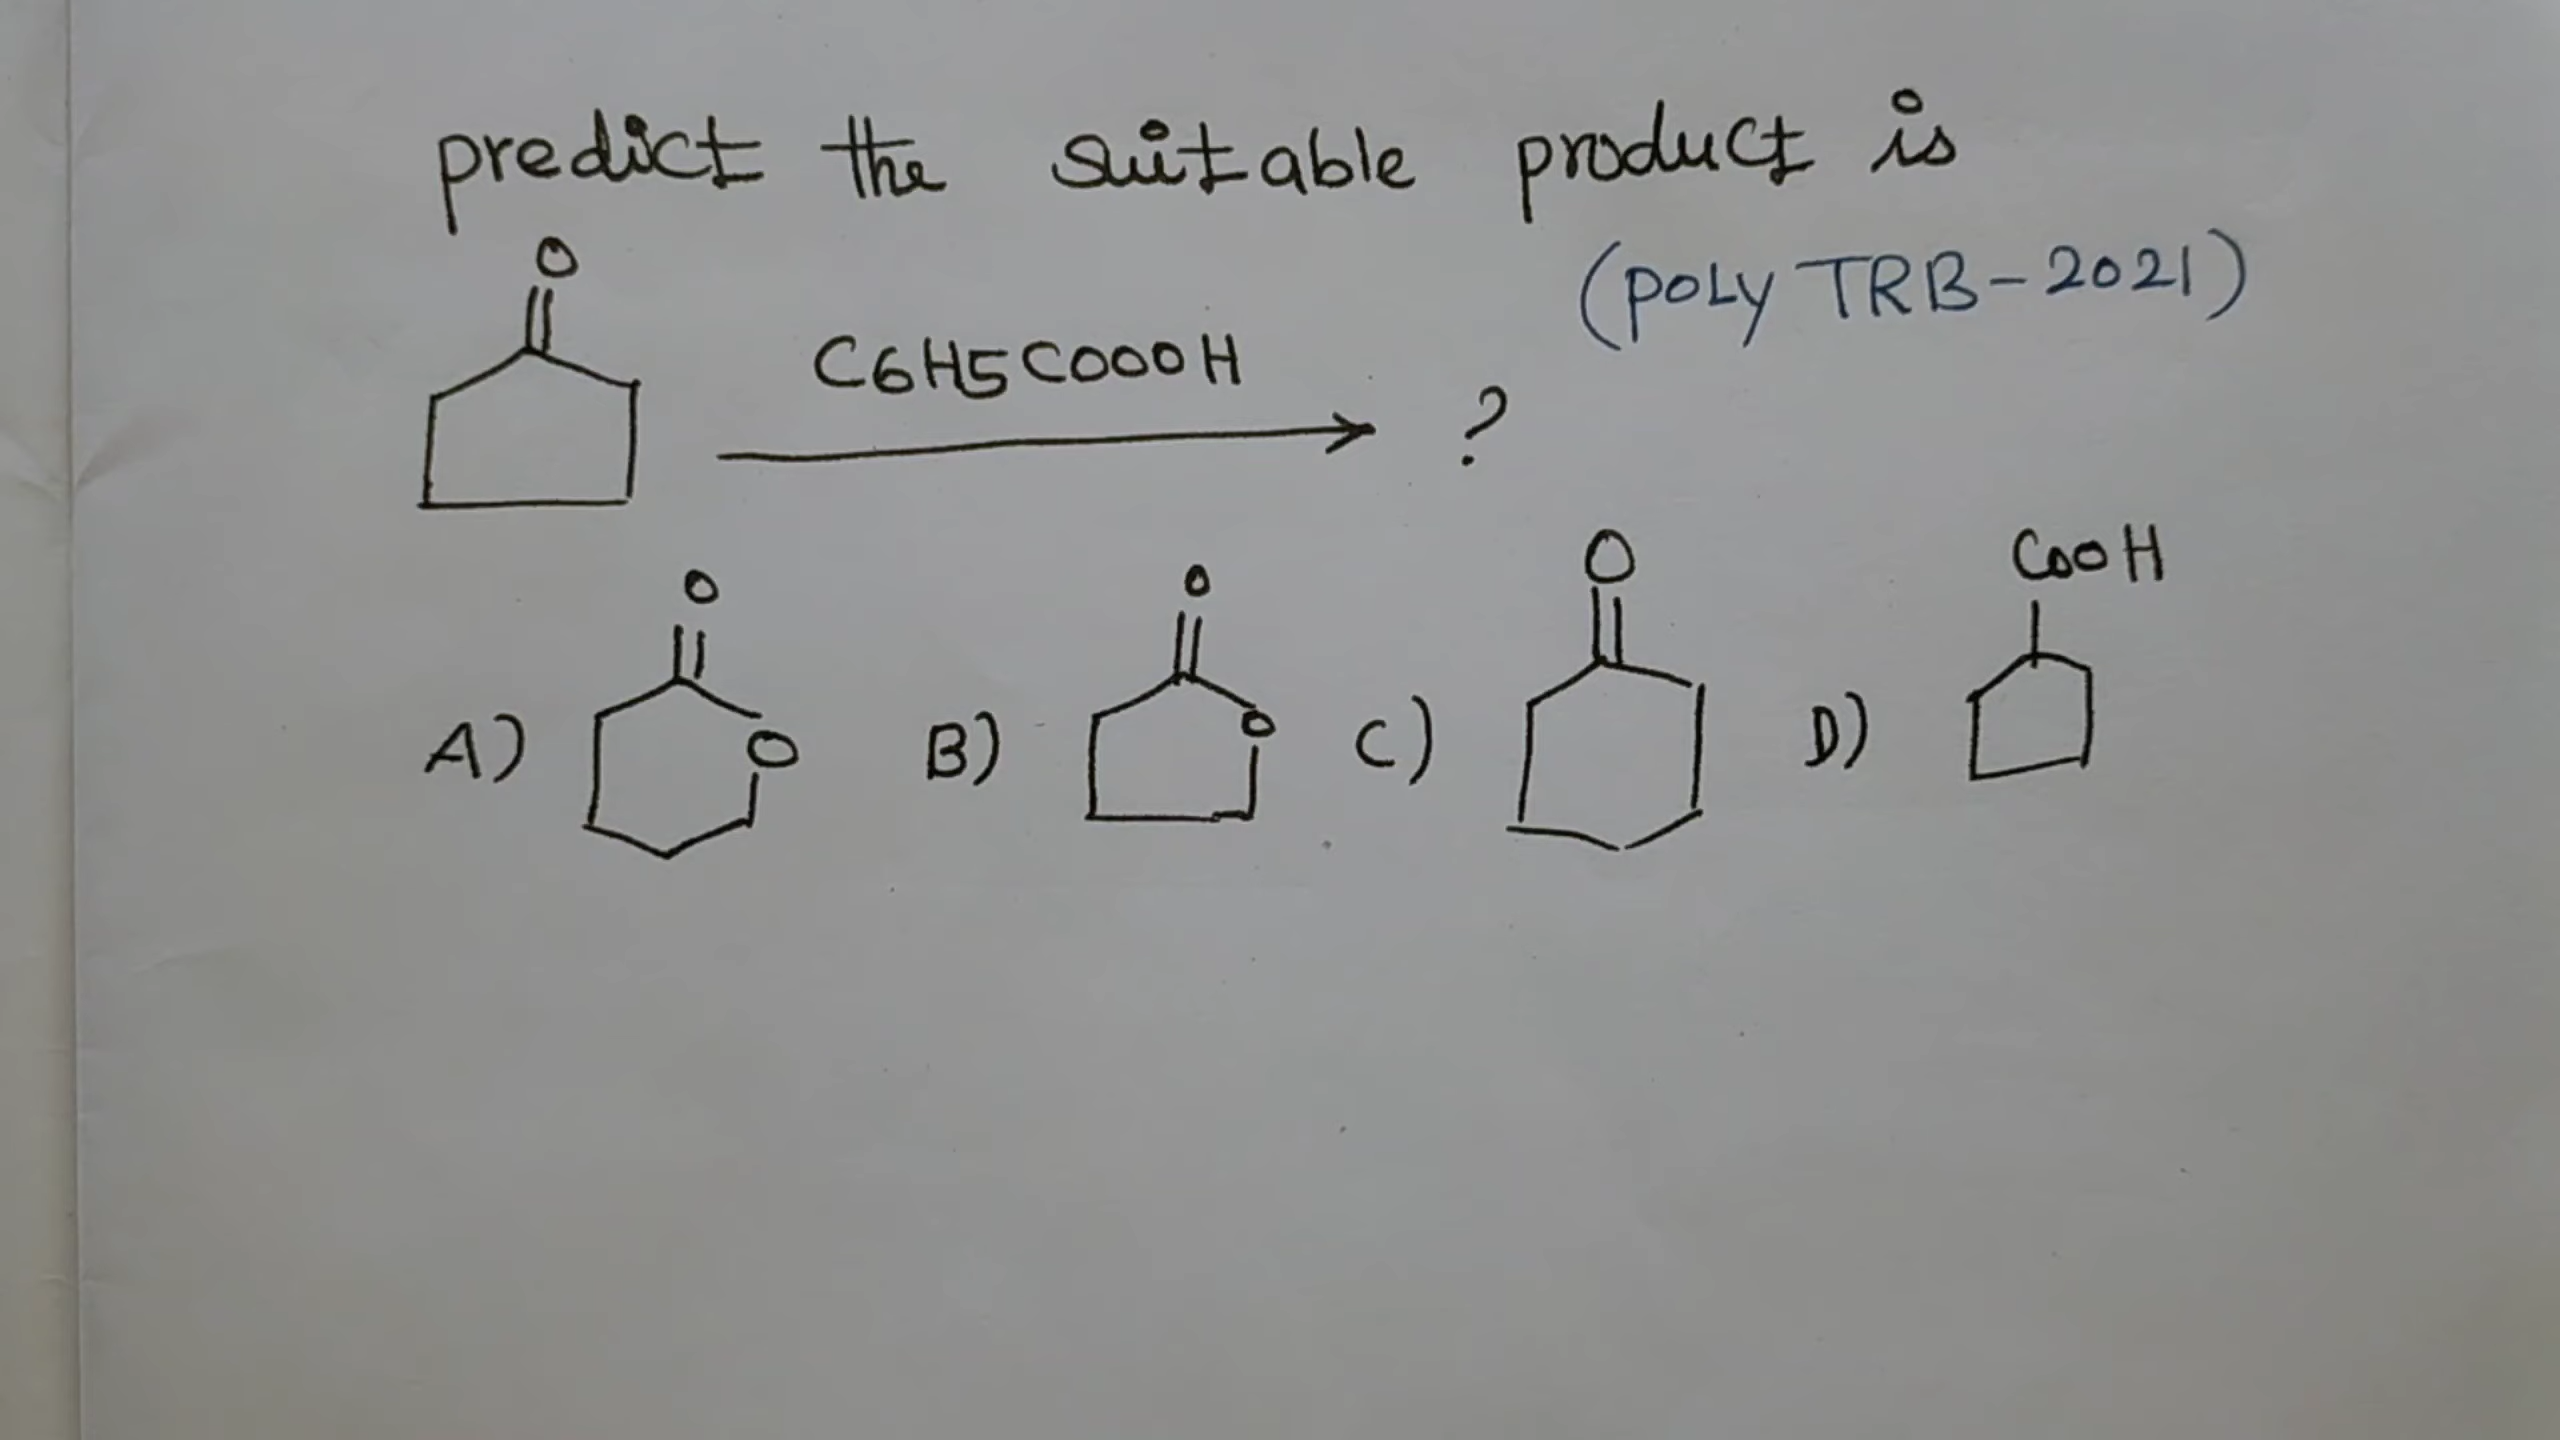 predict the suitable product is
(POLY TRB-2021)
O
C6H5COOOH
?
A) O O B) O O C) O D) COOH